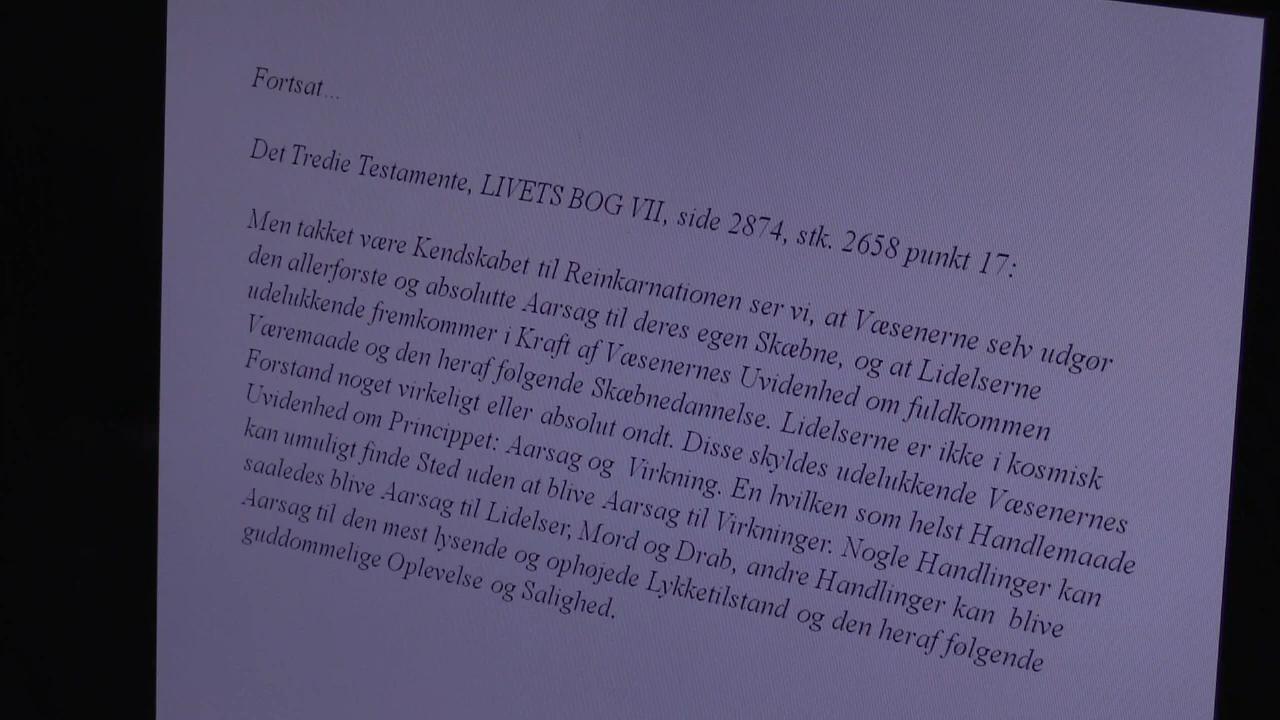 Fortsat...
Det Tredie Testamente, LIVETS BOG VII, side 2874, stk. 2658 punkt 17:
Men takket være Kendskabet til Reinkarnationen ser vi, at Væsenerne selv udgør
den allerførste og absolutte Aarsag til deres egen Skæbne, og at Lidelserne
udelukkende fremkommer i Kraft af Væsenernes Uvidenhed om fuldkommen
Væremaade og den heraf følgende Skæbnedannelse. Lidelserne er ikke i kosmisk
Forstand noget virkeligt eller absolut ondt. Disse skyldes udelukkende Væsenernes
Uvidenhed om Princippet: Aarsag og Virkning. En hvilken som helst Handlemaade
kan umuligt finde Sted uden at blive Aarsag til Virkninger. Nogle Handlinger kan
saaledes blive Aarsag til Lidelser, Mord og Drab, andre Handlinger kan blive
Aarsag til den mest lysende og ophøjede Lykketilstand og den heraf følgende
guddommelige Oplevelse og Salighed.